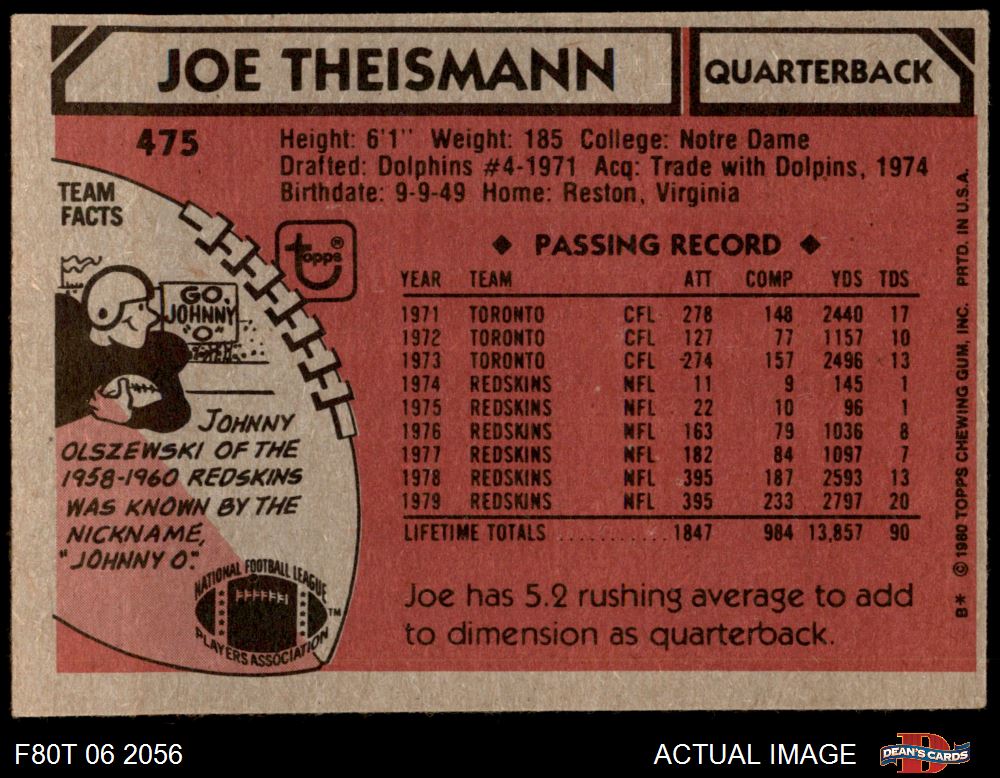 JOE THEISMANN
QUARTERBACK
475
Height: 6'1" Weight: 185 College: Notre Dame
Drafted: Dolphins #4-1971 Acq: Trade with Dolpins, 1974
Birthdate: 9-9-49 Home: Reston, Virginia
TEAM
FACTS
topps®
GO,
JOHNNY
"O"
JOHNNY
OLSZEWSKI OF THE
1958-1960 REDSKINS
WAS KNOWN BY THE
NICKNAME,
"JOHNNY O."
NATIONAL FOOTBALL LEAGUE
PLAYERS ASSOCIATION
TM
◆ PASSING RECORD ◆
YEAR TEAM ATT COMP YDS TDS
1971 TORONTO CFL 278 148 2440 17
1972 TORONTO CFL 127 77 1157 10
1973 TORONTO CFL 274 157 2496 13
1974 REDSKINS NFL 11 9 145 1
1975 REDSKINS NFL 22 10 96 1
1976 REDSKINS NFL 163 79 1036 8
1977 REDSKINS NFL 182 84 1097 7
1978 REDSKINS NFL 395 187 2593 13
1979 REDSKINS NFL 395 233 2797 20
LIFETIME TOTALS ........... 1847 984 13,857 90
Joe has 5.2 rushing average to add
to dimension as quarterback.
B* © 1980 TOPPS CHEWING GUM, INC. PRTD. IN U.S.A.
F80T 06 2056
ACTUAL IMAGE
DEAN'S CARDS